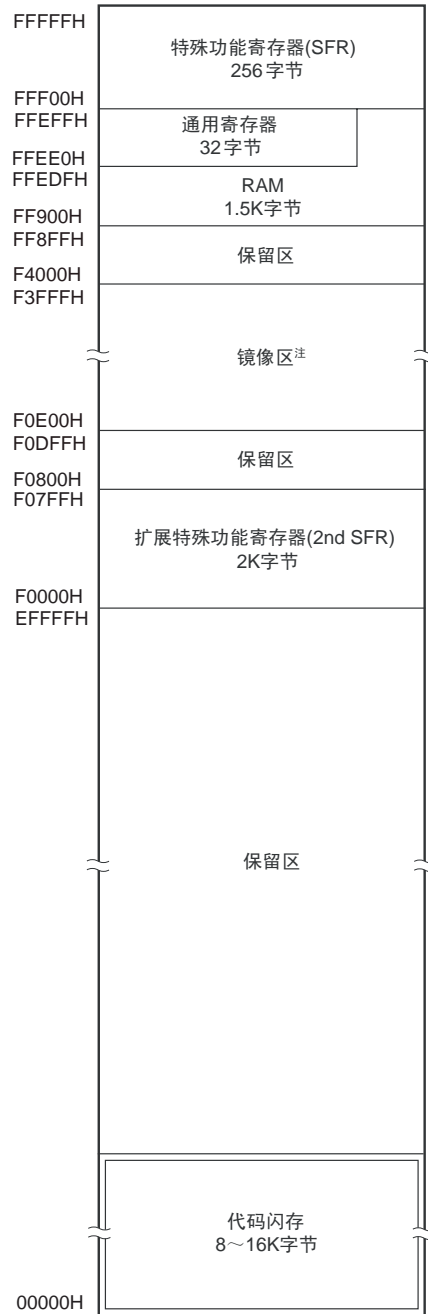 FFFFFH
特殊功能寄存器(SFR)
256字节
FFF00H
FFEFFH
通用寄存器
32字节
FFEE0H
FFEDFH
RAM
1.5K字节
FF900H
FF8FFH
保留区
F4000H
F3FFFH
镜像区注
F0E00H
F0DFFH
保留区
F0800H
F07FFH
扩展特殊功能寄存器(2nd SFR)
2K字节
F0000H
EFFFFH
保留区
代码闪存
8～16K字节
00000H